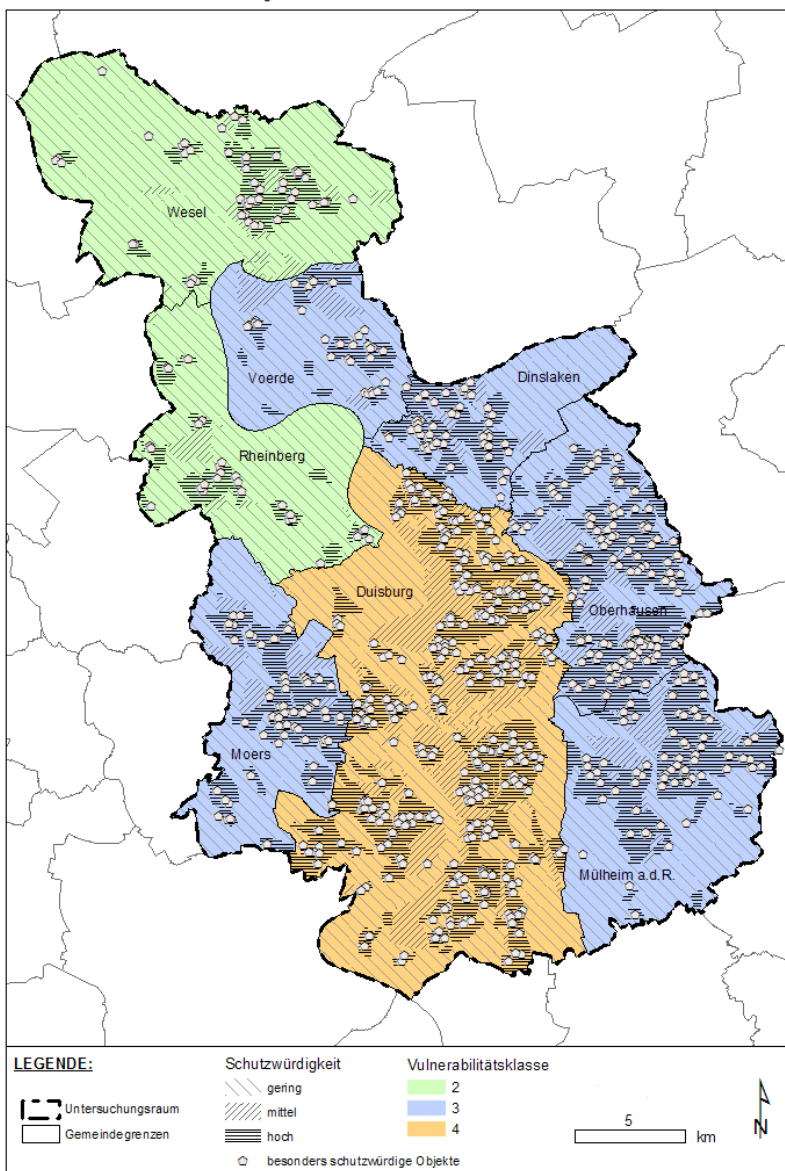 Wesel
Voerde
Dinslaken
Rheinberg
Duisburg
Oberhausen
Moers
Mülheim a.d.R.
LEGENDE:
Untersuchungsraum
Gemeindegrenzen
Schutzwürdigkeit
gering
mittel
hoch
besonders schutzwürdige Objekte
Vulnerabilitätsklasse
2
3
4
5
km
N